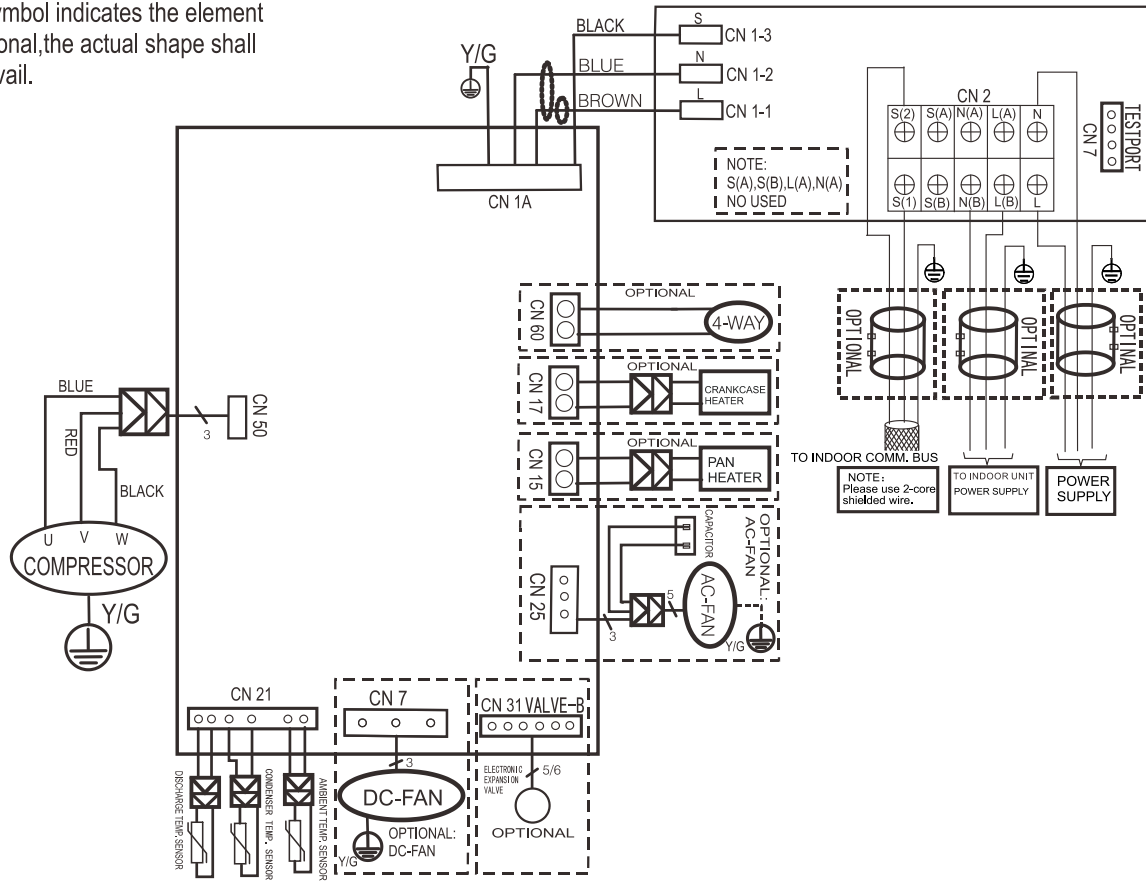 ymbol indicates the element
onal,the actual shape shall
vail.
Y/G
BLACK
BLUE
BROWN
S
CN 1-3
N
CN 1-2
L
CN 1-1
CN 1A
NOTE:
S(A),S(B),L(A),N(A)
NO USED
CN 2
S(2) S(A) N(A) L(A) N
S(1) S(B) N(B) L(B) L
TESTPORT
CN 7
OPTIONAL
OPTINAL
OPTINAL
TO INDOOR COMM. BUS
NOTE:
Please use 2-core
shielded wire.
TO INDOOR UNIT
POWER SUPPLY
POWER
SUPPLY
CN 60
OPTIONAL
4-WAY
CN 17
OPTIONAL
CRANKCASE
HEATER
CN 15
OPTIONAL
PAN
HEATER
CN 25
3
CAPACITOR
5
AC-FAN
OPTIONAL:
AC-FAN
Y/G
BLUE
RED
BLACK
3
CN 50
U V W
COMPRESSOR
Y/G
CN 21
DISCHARGE TEMP. SENSOR
CONDENSER TEMP. SENSOR
AMBIENT TEMP. SENSOR
CN 7
3
DC-FAN
OPTIONAL:
DC-FAN
Y/G
CN 31 VALVE-B
ELECTRONIC
EXPANSION
VALVE
5/6
OPTIONAL